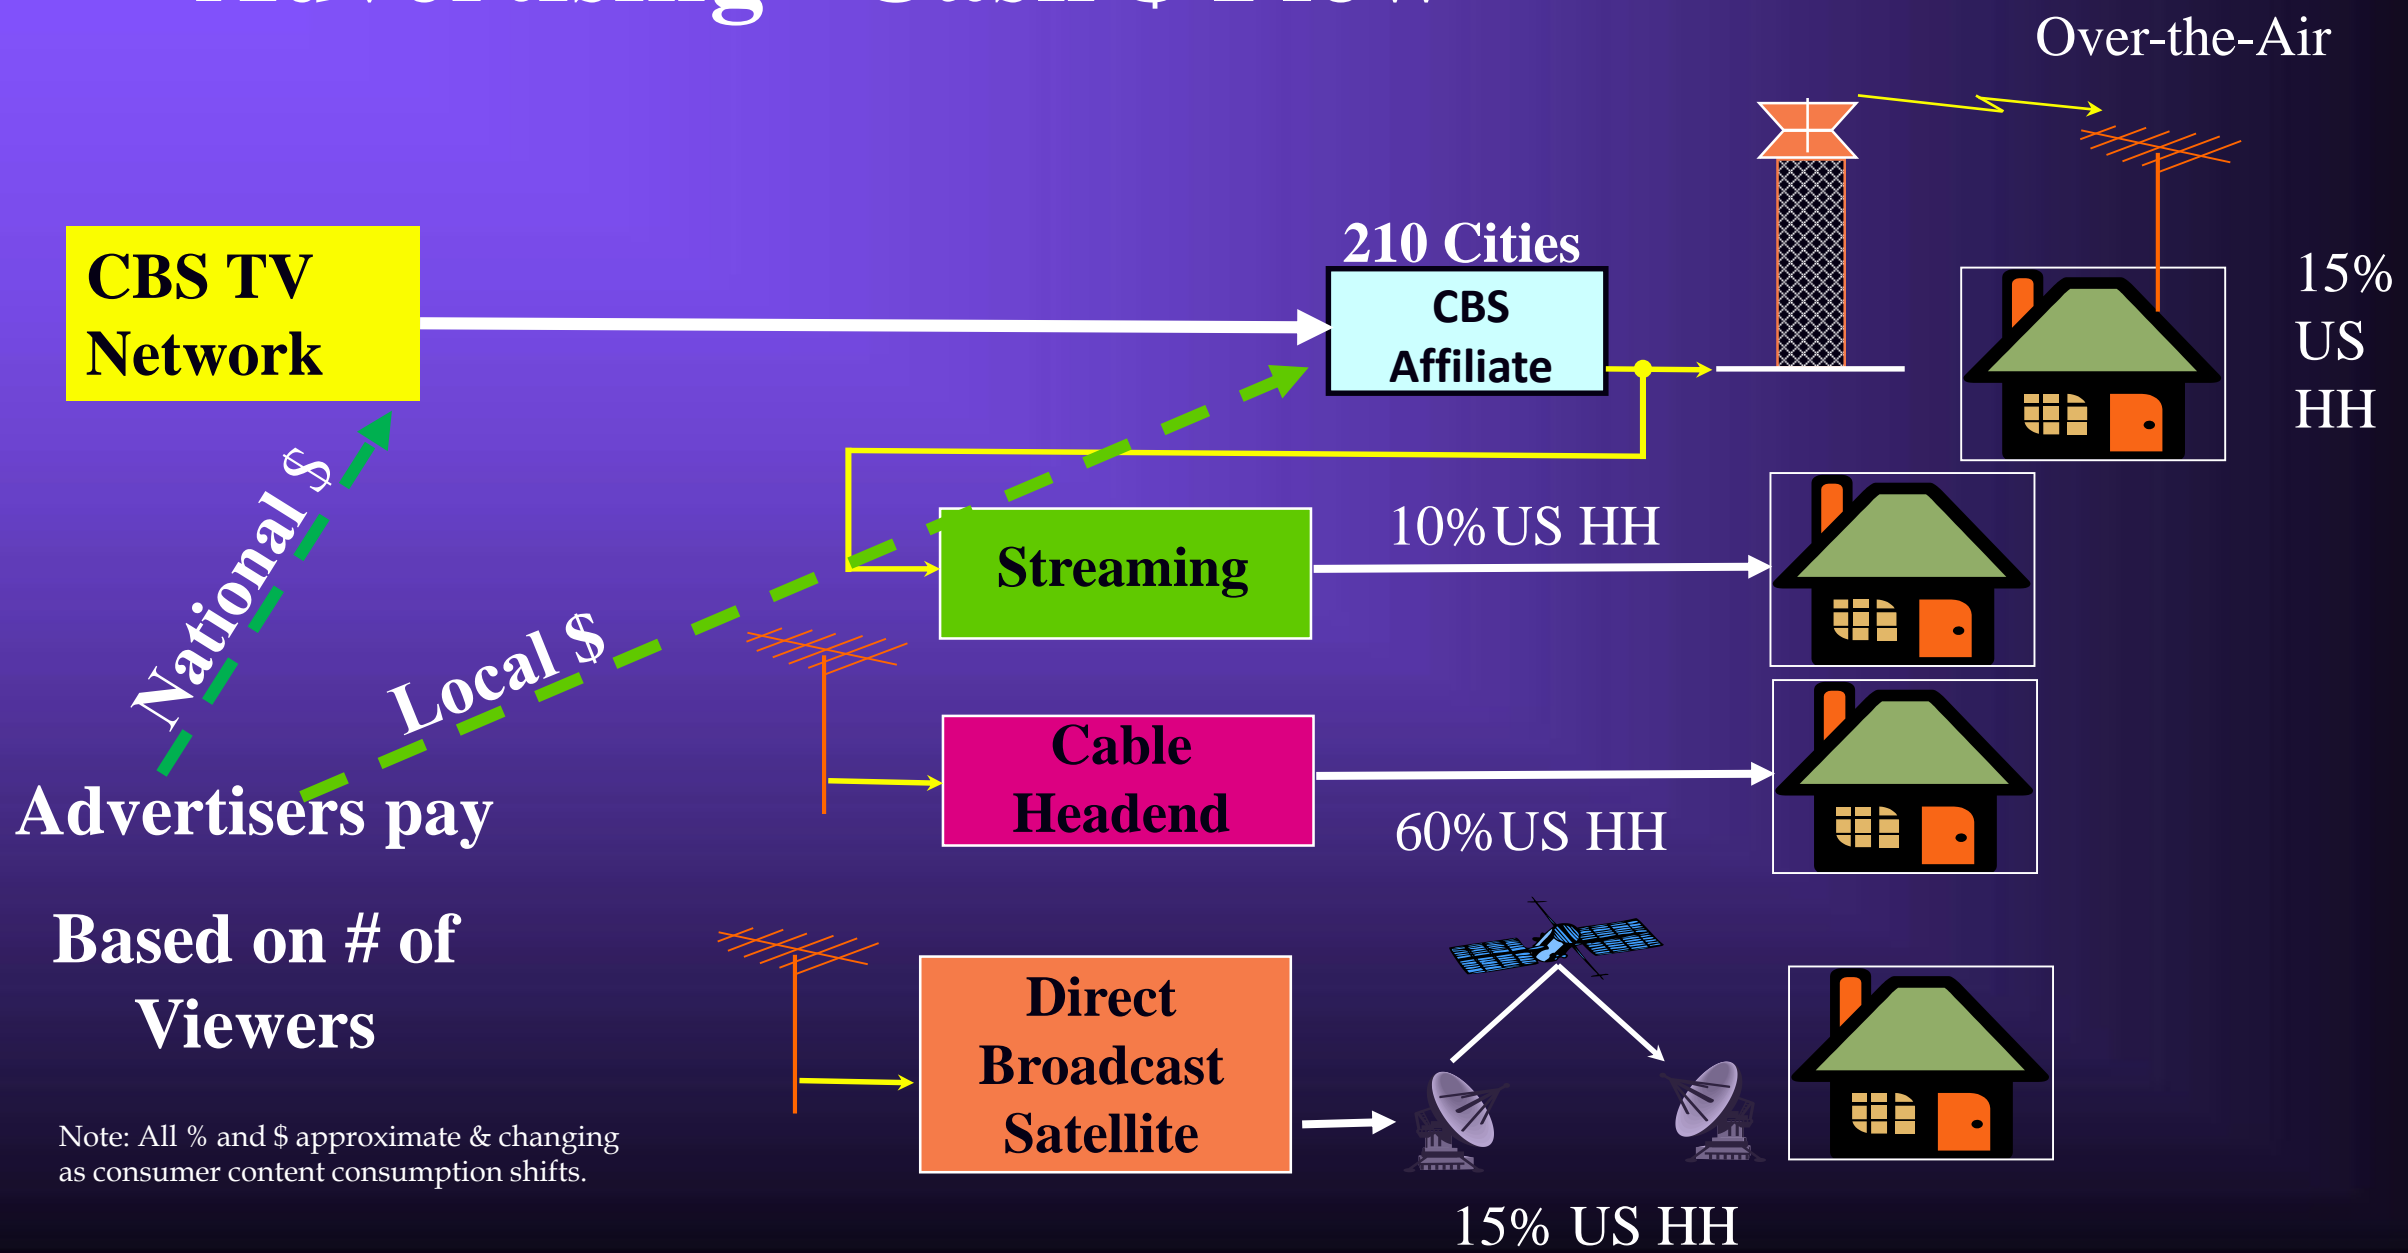 Over-the-Air
210 Cities
CBS TV
Network
CBS
Affiliate
15%
US
HH
National $
Local $
Streaming
10% US HH
Cable
Headend
60% US HH
Advertisers pay
Based on # of
Viewers
Direct
Broadcast
Satellite
15% US HH
Note: All % and $ approximate & changing
as consumer content consumption shifts.